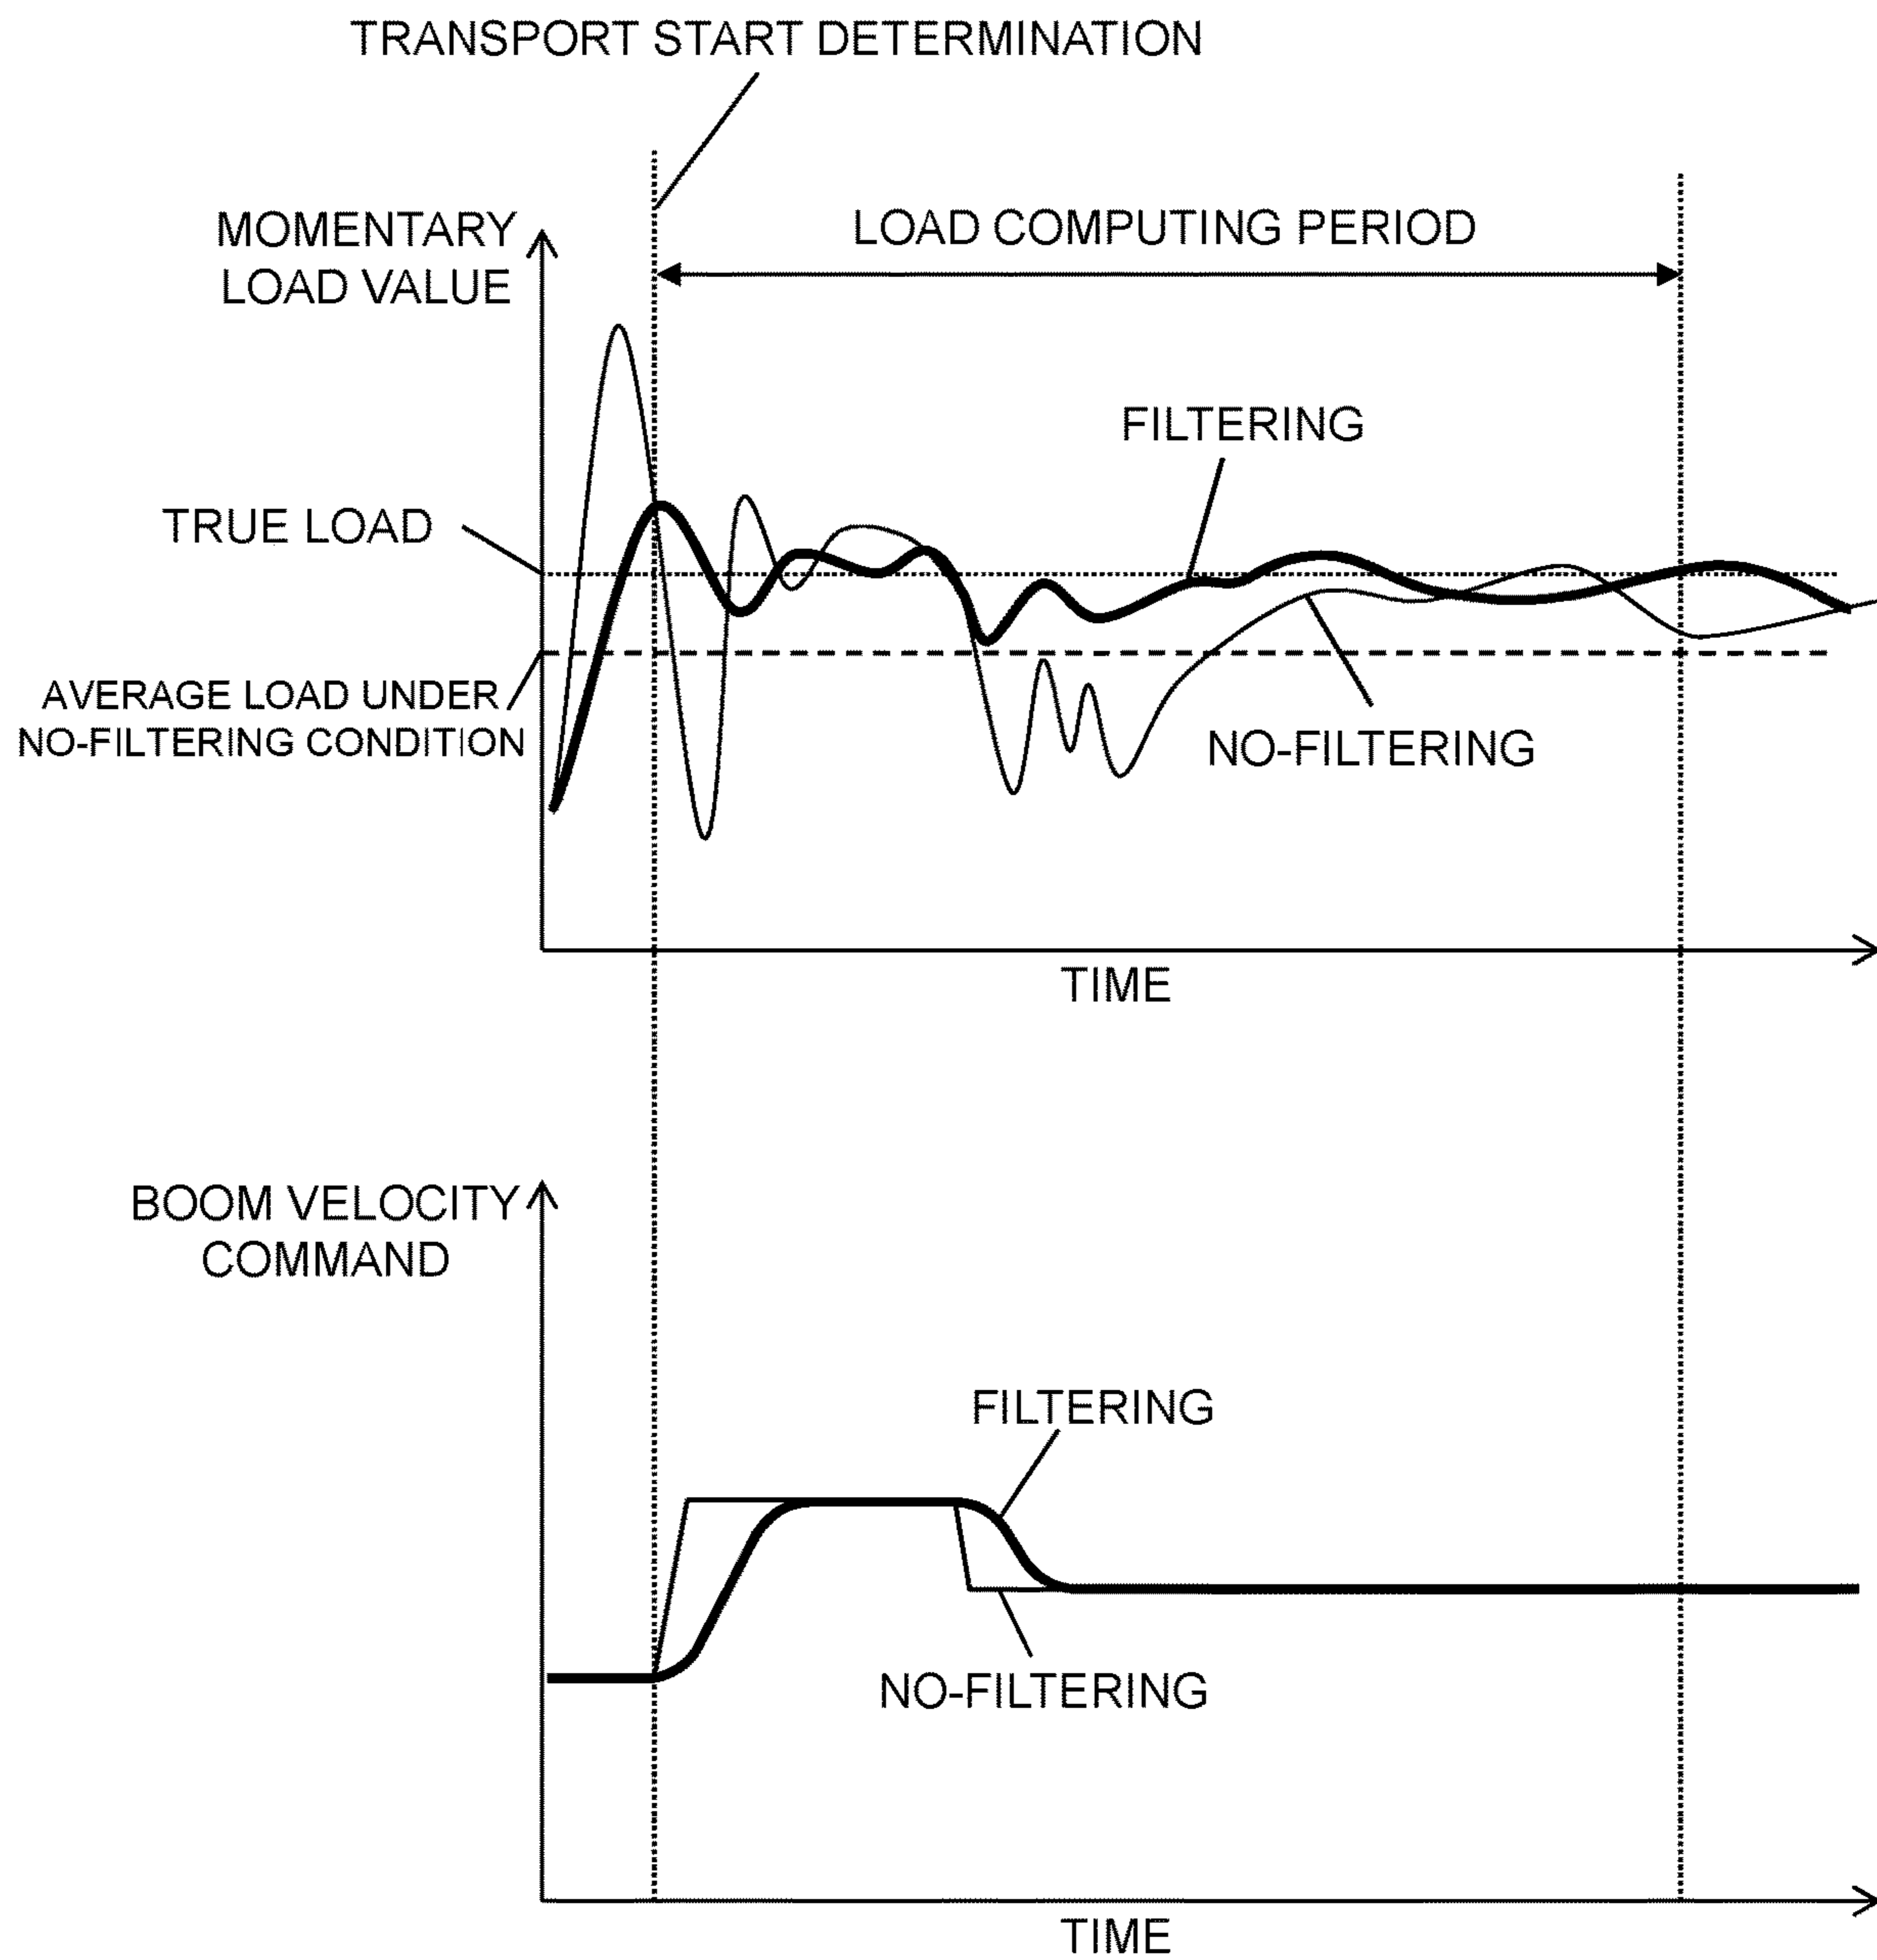 TRANSPORT START DETERMINATION
MOMENTARY
LOAD VALUE
LOAD COMPUTING PERIOD
FILTERING
TRUE LOAD
AVERAGE LOAD UNDER
NO-FILTERING CONDITION
NO-FILTERING
TIME
BOOM VELOCITY
COMMAND
FILTERING
NO-FILTERING
TIME